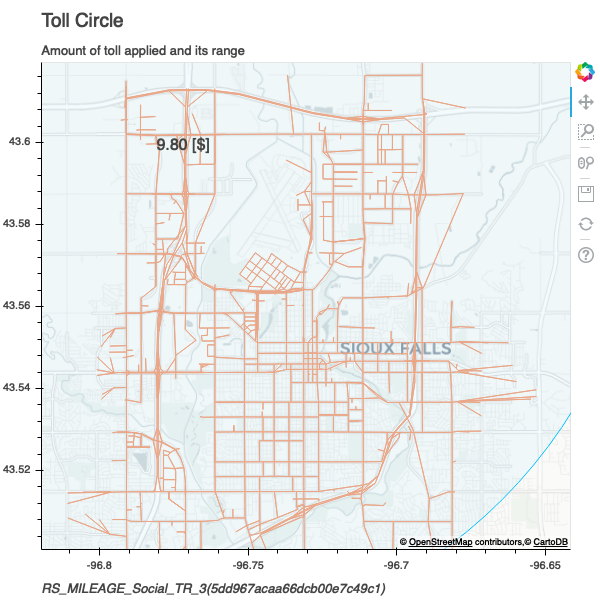 Toll Circle
Amount of toll applied and its range
43.6
9.80 [$]
43.58
43.56
SIOUX FALLS
43.54
43.52
© OpenStreetMap contributors,© CartoDB
-96.8
-96.75
-96.7
-96.65
RS_MILEAGE_Social_TR_3(5dd967acaa66dcb00e7c49c1)